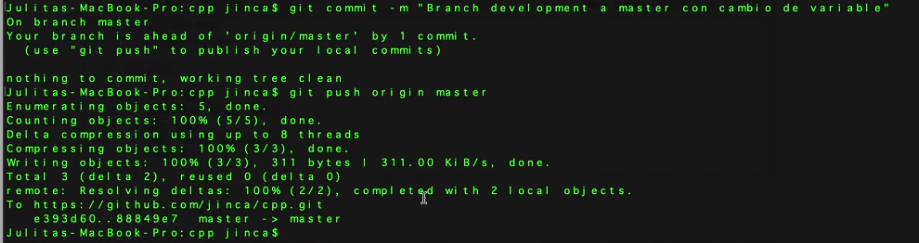 Julitas-MacBook-Pro:cpp jinca$ git commit -m "Branch development a master con cambio de variable"
On branch master
Your branch is ahead of 'origin/master' by 1 commit.
(use "git push" to publish your local commits)
nothing to commit, working tree clean
Julitas-MacBook-Pro:cpp jinca$ git push origin master
Enumerating objects: 5, done.
Counting objects: 100% (5/5), done.
Delta compression using up to 8 threads
Compressing objects: 100% (3/3), done.
Writing objects: 100% (3/3), 311 bytes | 311.00 KiB/s, done.
Total 3 (delta 2), reused 0 (delta 0)
remote: Resolving deltas: 100% (2/2), completed with 2 local objects.
To https://github.com/jinca/cpp.git
e393d60..88849e7 master -> master
Julitas-MacBook-Pro:cpp jinca$